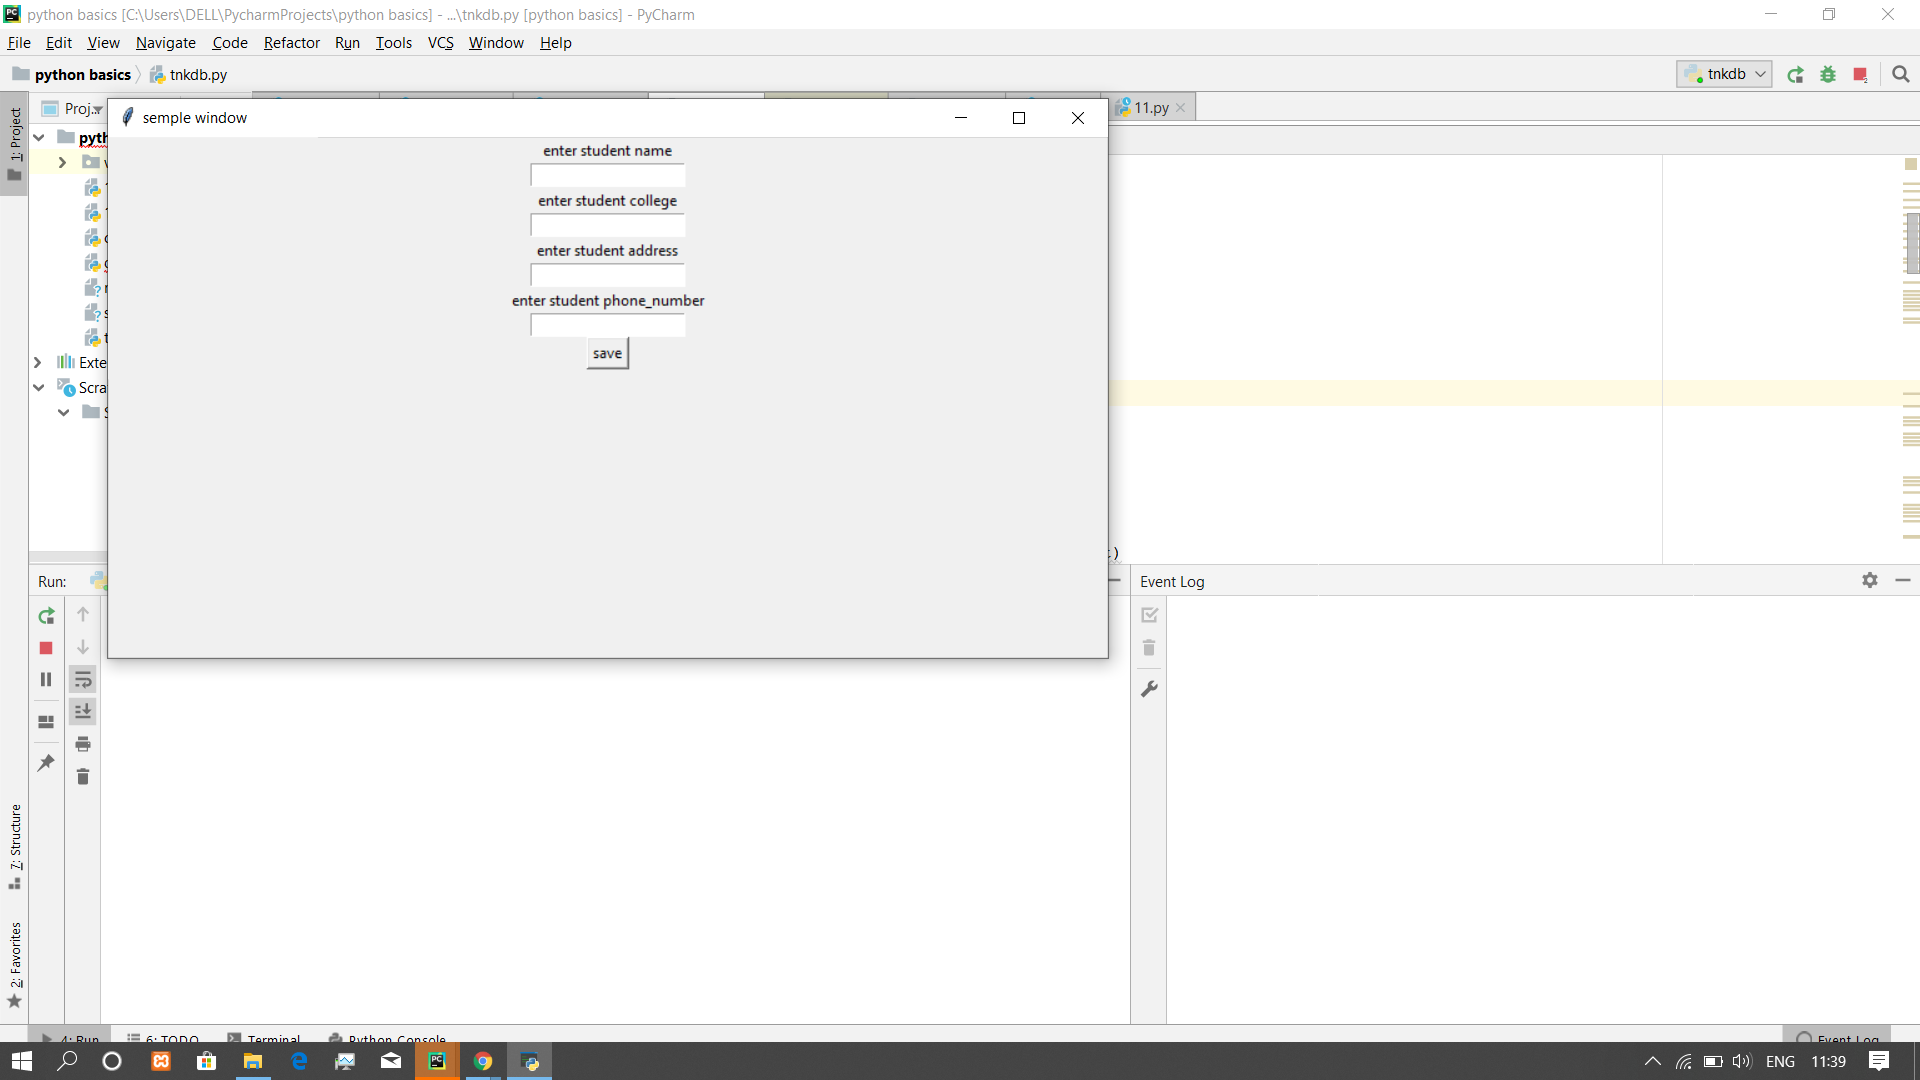 python basics [C:\Users\DELL\PycharmProjects\python basics] - ...\tnkdb.py [python basics] - PyCharm
File Edit View Navigate Code Refactor Run Tools VCS Window Help
python basics tnkdb.py
tnkdb
1: Project
Proj...
11.py
semple window
enter student name
enter student college
enter student address
enter student phone_number
save
pyth
Exte
Scra
)
Run:
Event Log
7: Structure
2: Favorites
4: Run 6: TODO Terminal Python Console Event Log
ENG 11:39